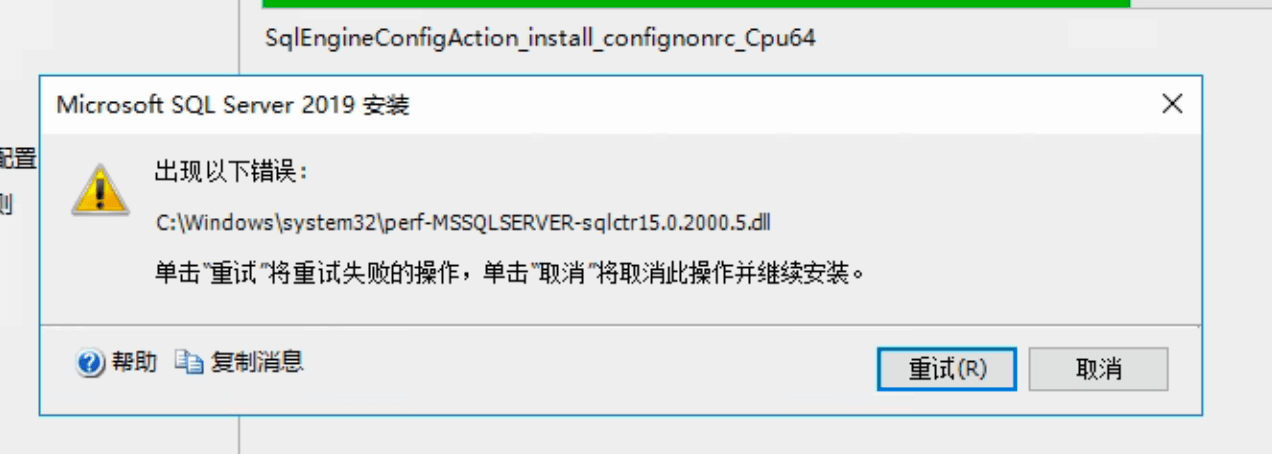 SqlEngineConfigAction_install_confignonrc_Cpu64
Microsoft SQL Server 2019 安装
配置
则
出现以下错误:
C:\Windows\system32\perf-MSSQLSERVER-sqlctr15.0.2000.5.dll
单击"重试"将重试失败的操作，单击"取消"将取消此操作并继续安装。
帮助 复制消息 重试(R) 取消